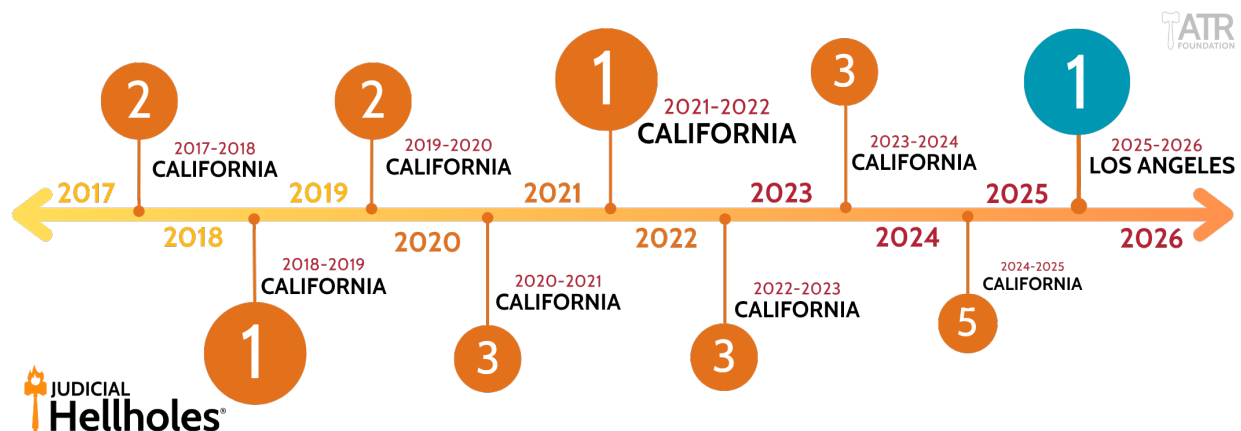 ATR
FOUNDATION
2
2017-2018
CALIFORNIA
2
2019-2020
CALIFORNIA
1
2021-2022
CALIFORNIA
3
2023-2024
CALIFORNIA
1
2025-2026
LOS ANGELES
2017
2019
2021
2023
2025
2018
2020
2022
2024
2026
2018-2019
CALIFORNIA
1
2020-2021
CALIFORNIA
3
2022-2023
CALIFORNIA
3
2024-2025
CALIFORNIA
5
JUDICIAL
Hellholes®